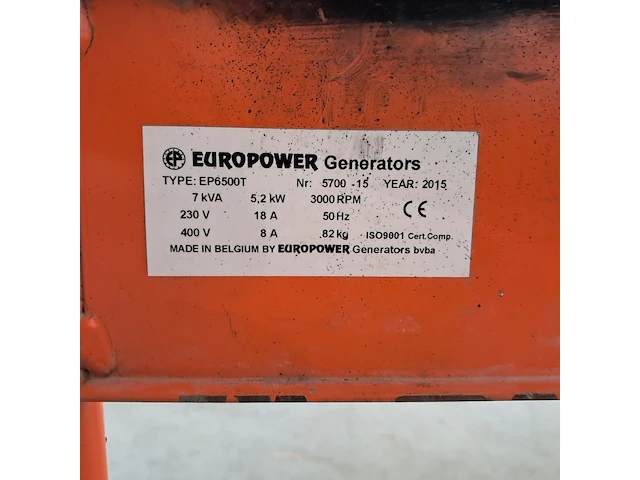 EP EUROPOWER Generators
TYPE: EP6500T Nr: 5700 -15 YEAR: 2015
7 kVA 5,2 kW 3000 RPM
230 V 18 A 50 Hz CE
400 V 8 A 82 kg ISO9001 Cert.Comp.
MADE IN BELGIUM BY EUROPOWER Generators bvba